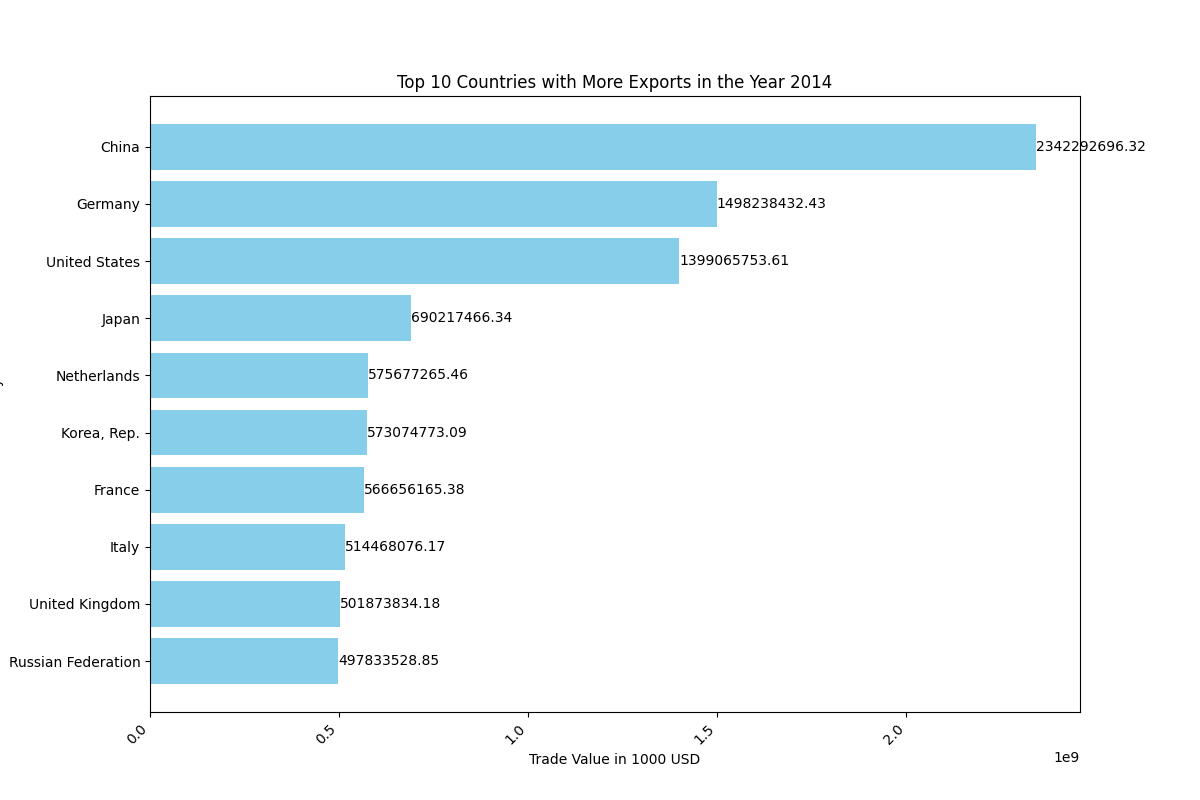 Top 10 Countries with More Exports in the Year 2014
China 2342292696.32
Germany 1498238432.43
United States 1399065753.61
Japan 690217466.34
Netherlands 575677265.46
Korea, Rep. 573074773.09
France 566656165.38
Italy 514468076.17
United Kingdom 501873834.18
Russian Federation 497833528.85
0.0 0.5 1.0 1.5 2.0
1e9
Trade Value in 1000 USD